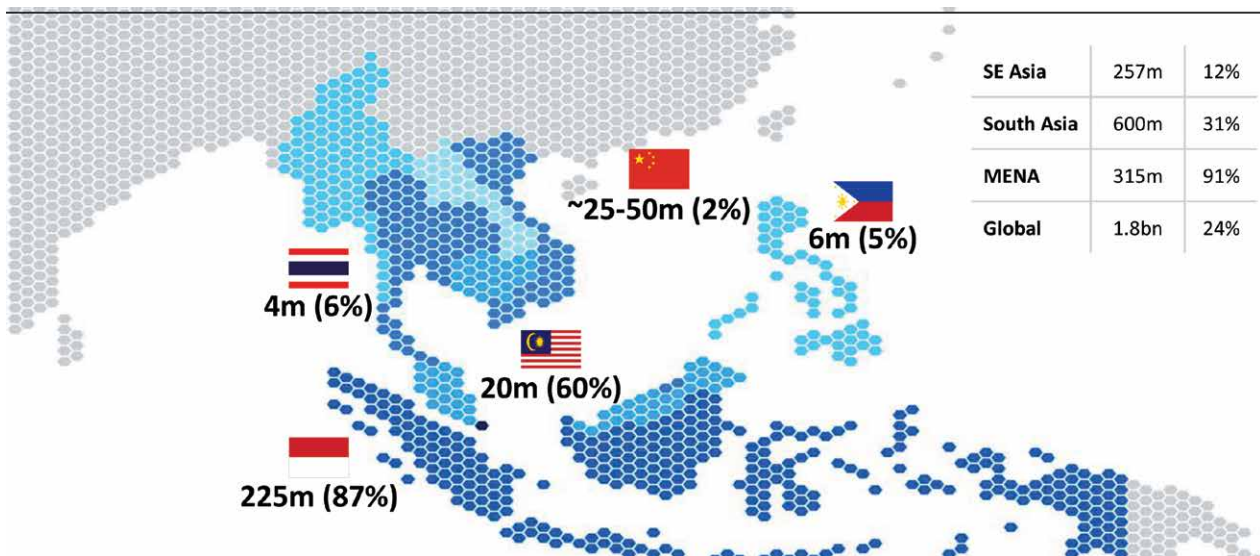 SE Asia 257m 12%
South Asia 600m 31%
MENA 315m 91%
Global 1.8bn 24%
~25-50m (2%)
6m (5%)
4m (6%)
20m (60%)
225m (87%)